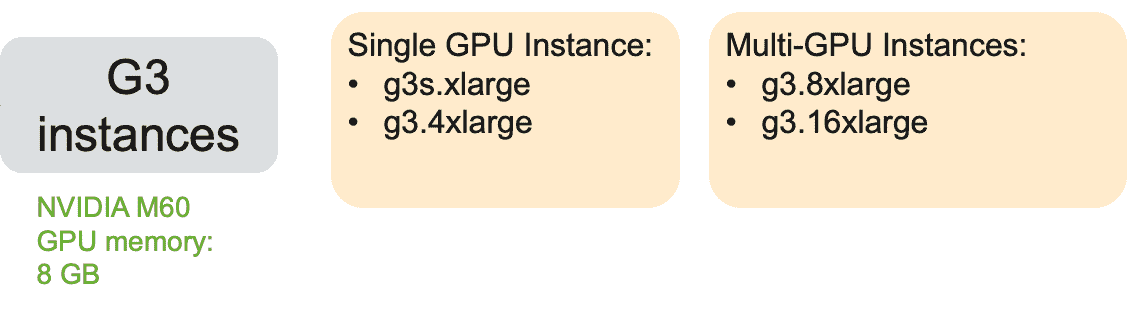 G3
instances
NVIDIA M60
GPU memory:
8 GB
Single GPU Instance:
• g3s.xlarge
• g3.4xlarge
Multi-GPU Instances:
• g3.8xlarge
• g3.16xlarge